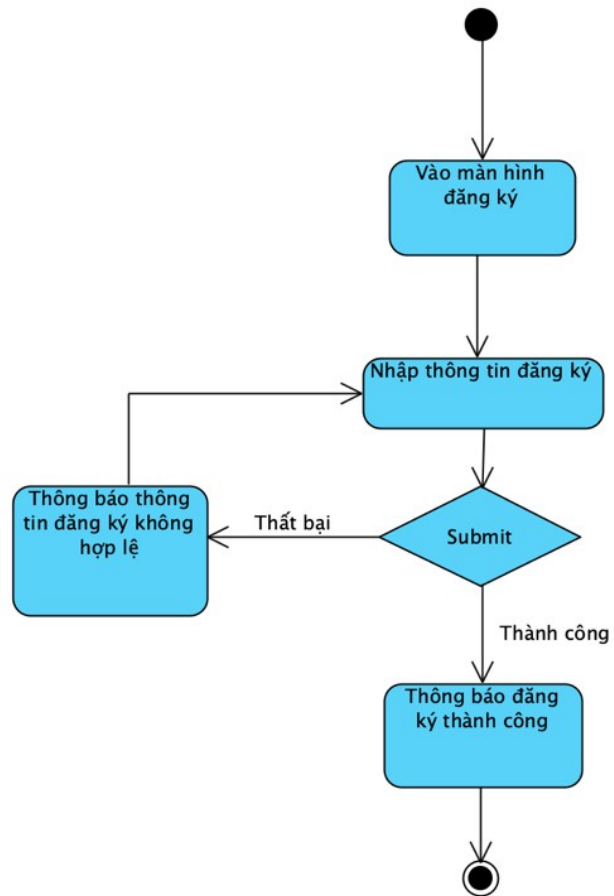 Vào màn hình
đăng ký
Nhập thông tin đăng ký
Thông báo thông
tin đăng ký không
hợp lệ
Thất bại
Submit
Thành công
Thông báo đăng
ký thành công